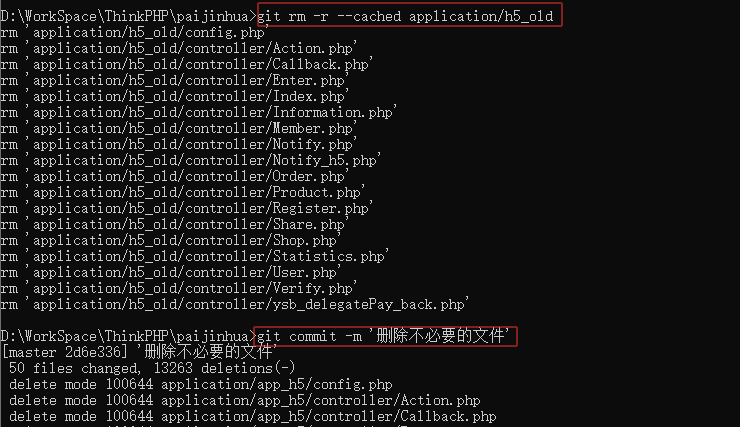 D:\WorkSpace\ThinkPHP\paijinhua>git rm -r --cached application/h5_old
rm 'application/h5_old/config.php'
rm 'application/h5_old/controller/Action.php'
rm 'application/h5_old/controller/Callback.php'
rm 'application/h5_old/controller/Enter.php'
rm 'application/h5_old/controller/Index.php'
rm 'application/h5_old/controller/Information.php'
rm 'application/h5_old/controller/Member.php'
rm 'application/h5_old/controller/Notify.php'
rm 'application/h5_old/controller/Notify_h5.php'
rm 'application/h5_old/controller/Order.php'
rm 'application/h5_old/controller/Product.php'
rm 'application/h5_old/controller/Register.php'
rm 'application/h5_old/controller/Share.php'
rm 'application/h5_old/controller/Shop.php'
rm 'application/h5_old/controller/Statistics.php'
rm 'application/h5_old/controller/User.php'
rm 'application/h5_old/controller/Verify.php'
rm 'application/h5_old/controller/ysb_delegatePay_back.php'
D:\WorkSpace\ThinkPHP\paijinhua>git commit -m '删除不必要的文件'
[master 2d6e336] '删除不必要的文件'
50 files changed, 13263 deletions(-)
delete mode 100644 application/app_h5/config.php
delete mode 100644 application/app_h5/controller/Action.php
delete mode 100644 application/app_h5/controller/Callback.php